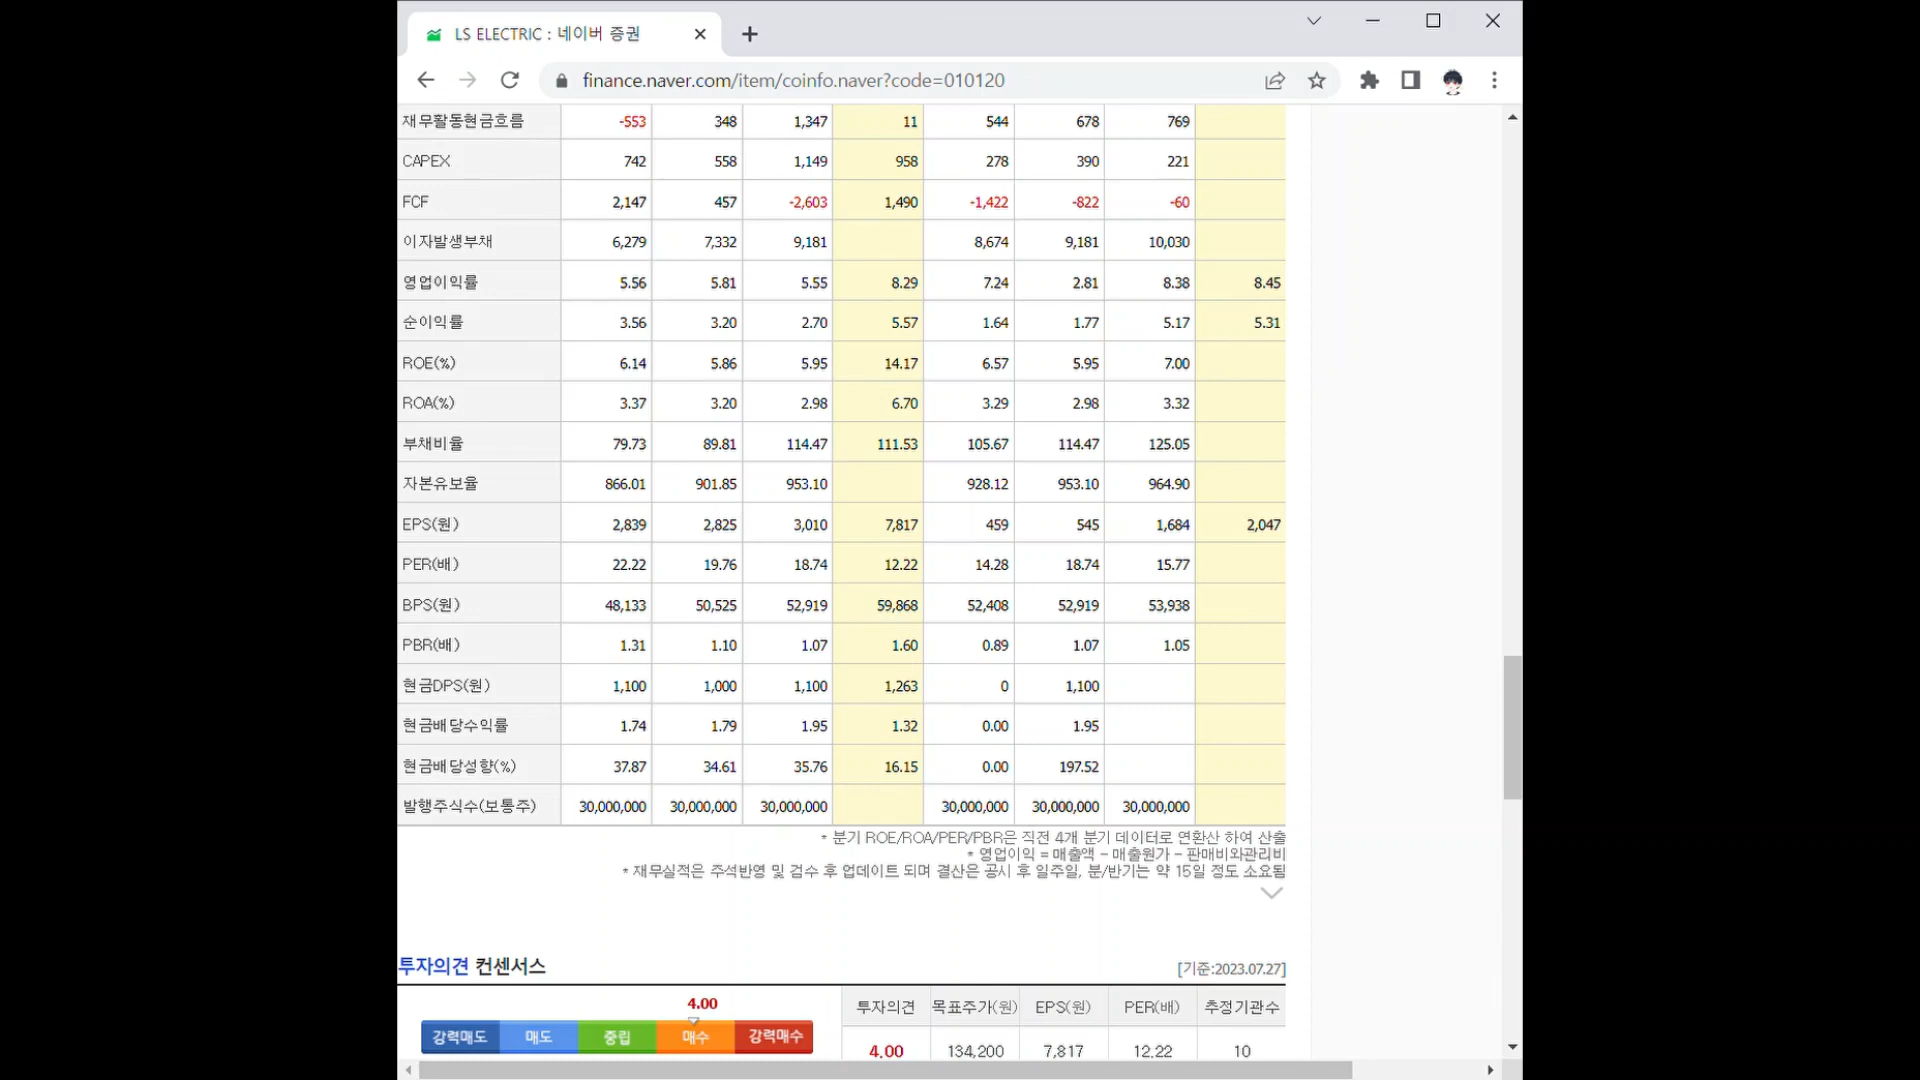 LS ELECTRIC : 네이버 증권
finance.naver.com/item/coinfo.naver?code=010120
재무활동현금흐름 -553 348 1,347 11 544 678 769
CAPEX 742 558 1,149 958 278 390 221
FCF 2,147 457 -2,603 1,490 -1,422 -822 -60
이자발생부채 6,279 7,332 9,181 8,674 9,181 10,030
영업이익률 5.56 5.81 5.55 8.29 7.24 2.81 8.38 8.45
순이익률 3.56 3.20 2.70 5.57 1.64 1.77 5.17 5.31
ROE(%) 6.14 5.86 5.95 14.17 6.57 5.95 7.00
ROA(%) 3.37 3.20 2.98 6.70 3.29 2.98 3.32
부채비율 79.73 89.81 114.47 111.53 105.67 114.47 125.05
자본유보율 866.01 901.85 953.10 928.12 953.10 964.90
EPS(원) 2,839 2,825 3,010 7,817 459 545 1,684 2,047
PER(배) 22.22 19.76 18.74 12.22 14.28 18.74 15.77
BPS(원) 48,133 50,525 52,919 59,868 52,408 52,919 53,938
PBR(배) 1.31 1.10 1.07 1.60 0.89 1.07 1.05
현금DPS(원) 1,100 1,000 1,100 1,263 0 1,100
현금배당수익률 1.74 1.79 1.95 1.32 0.00 1.95
현금배당성향(%) 37.87 34.61 35.76 16.15 0.00 197.52
발행주식수(보통주) 30,000,000 30,000,000 30,000,000 30,000,000 30,000,000 30,000,000
* 분기 ROE/ROA/PER/PBR은 직전 4개 분기 데이터로 연환산 하여 산출
* 영업이익 = 매출액 - 매출원가 - 판매비와관리비
* 재무실적은 주석반영 및 검수 후 업데이트 되며 결산은 공시 후 일주일, 분/반기는 약 15일 정도 소요됨
투자의견 컨센서스 [기준:2023.07.27]
4.00
강력매도 매도 중립 매수 강력매수
투자의견 목표주가(원) EPS(원) PER(배) 추정기관수
4.00 134,200 7,817 12.22 10